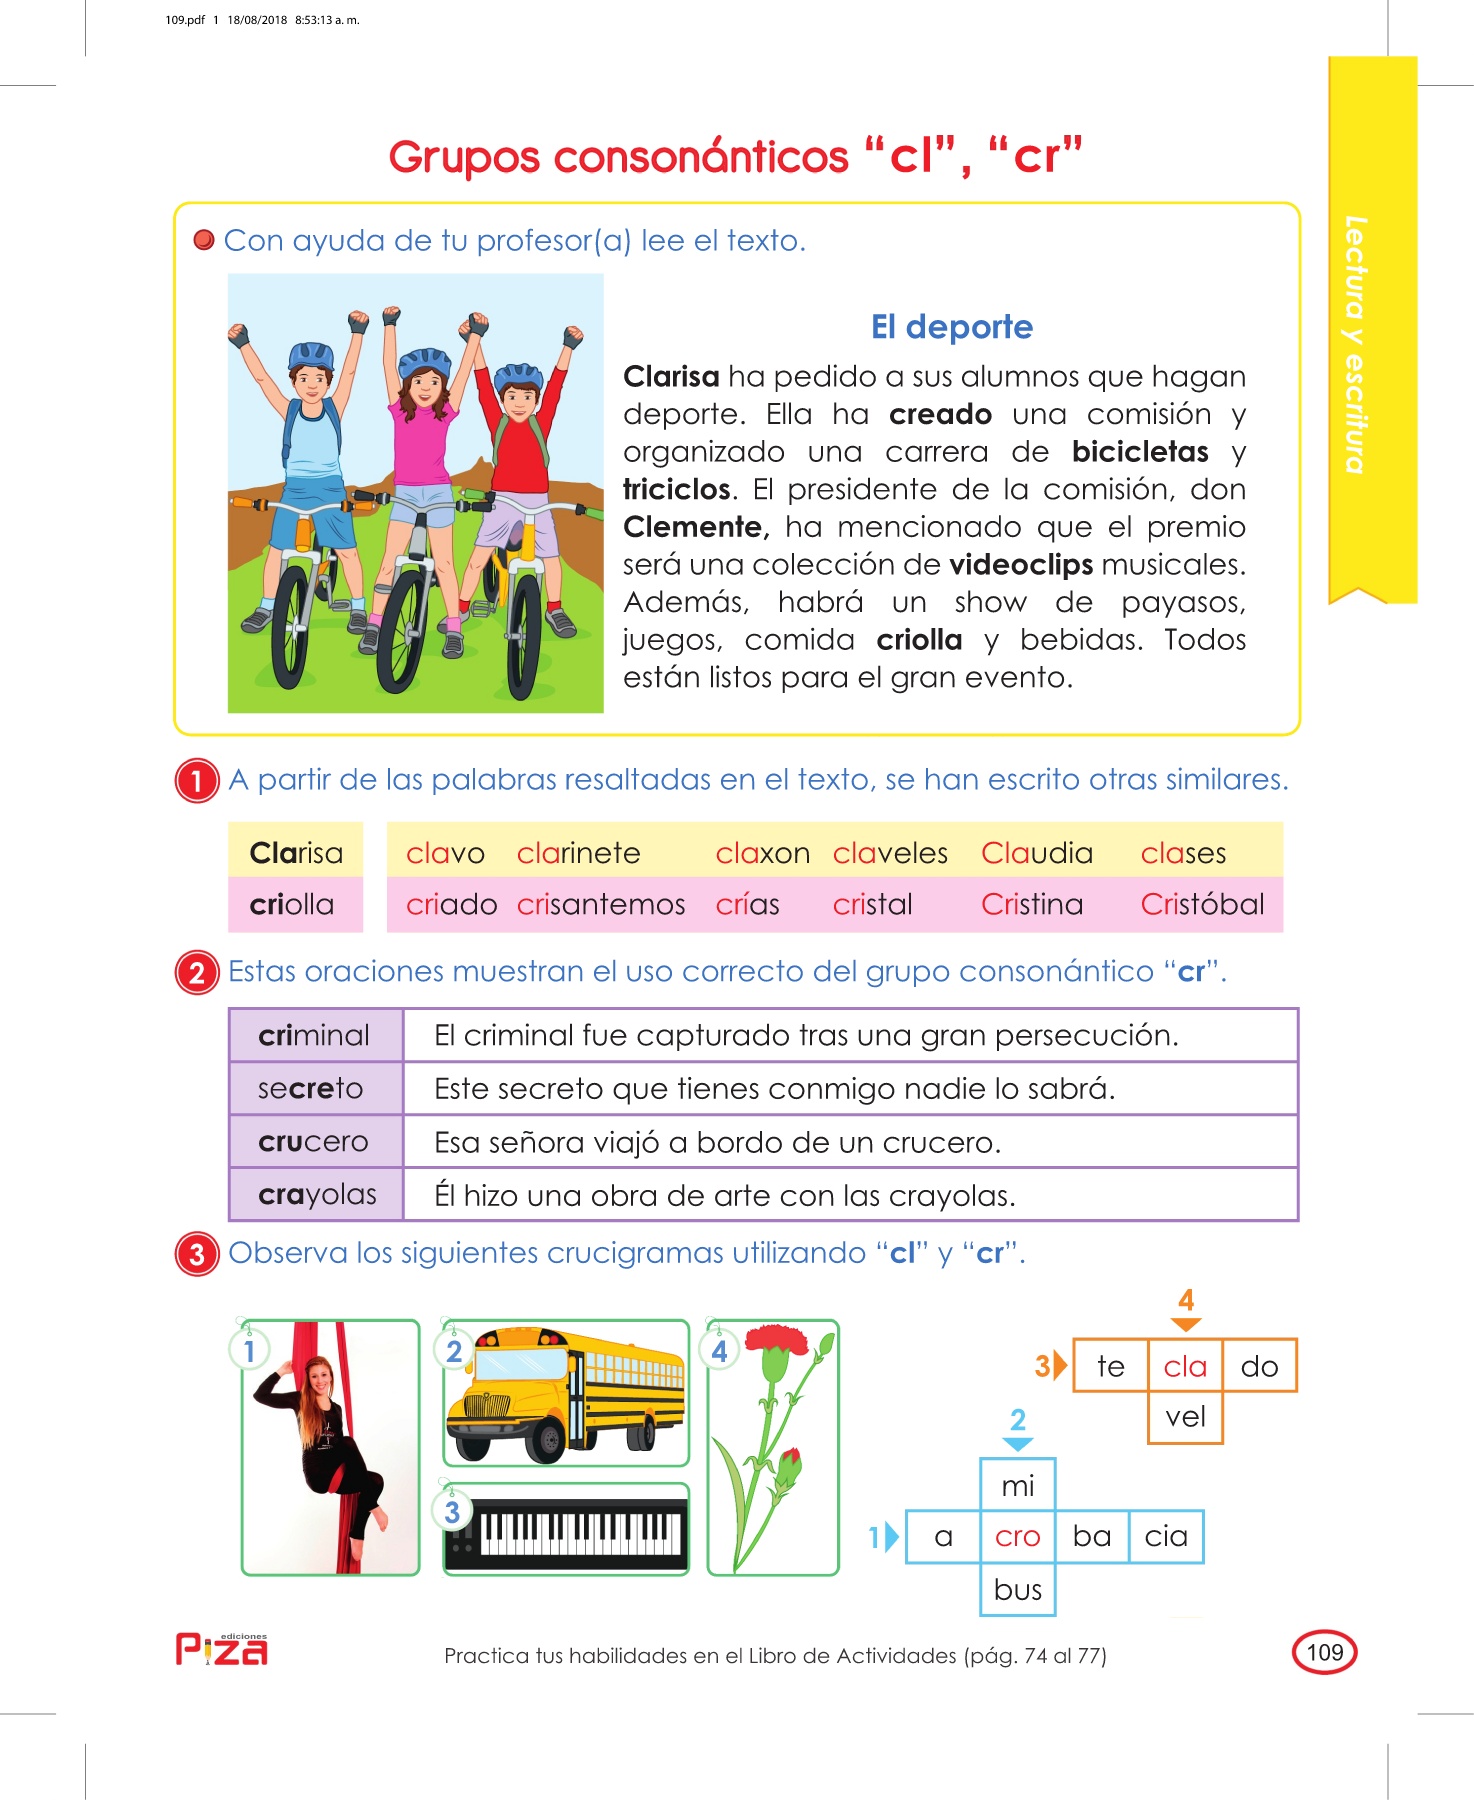 109.pdf 1 18/08/2018 8:53:13 a. m.
Grupos consonánticos “cl”, “cr”
Lectura y escritura
Con ayuda de tu profesor(a) lee el texto.
El deporte
Clarisa ha pedido a sus alumnos que hagan
deporte. Ella ha creado una comisión y
organizado una carrera de bicicletas y
triciclos. El presidente de la comisión, don
Clemente, ha mencionado que el premio
será una colección de videoclips musicales.
Además, habrá un show de payasos,
juegos, comida criolla y bebidas. Todos
están listos para el gran evento.
1 A partir de las palabras resaltadas en el texto, se han escrito otras similares.
Clarisa clavo clarinete claxon claveles Claudia clases
criolla criado crisantemos crías cristal Cristina Cristóbal
2 Estas oraciones muestran el uso correcto del grupo consonántico “cr”.
criminal El criminal fue capturado tras una gran persecución.
secreto Este secreto que tienes conmigo nadie lo sabrá.
crucero Esa señora viajó a bordo de un crucero.
crayolas Él hizo una obra de arte con las crayolas.
3 Observa los siguientes crucigramas utilizando “cl” y “cr”.
1
2
3
4
4
3 te cla do
vel
2
mi
1 a cro ba cia
bus
ediciones
Piza
Practica tus habilidades en el Libro de Actividades (pág. 74 al 77)
109